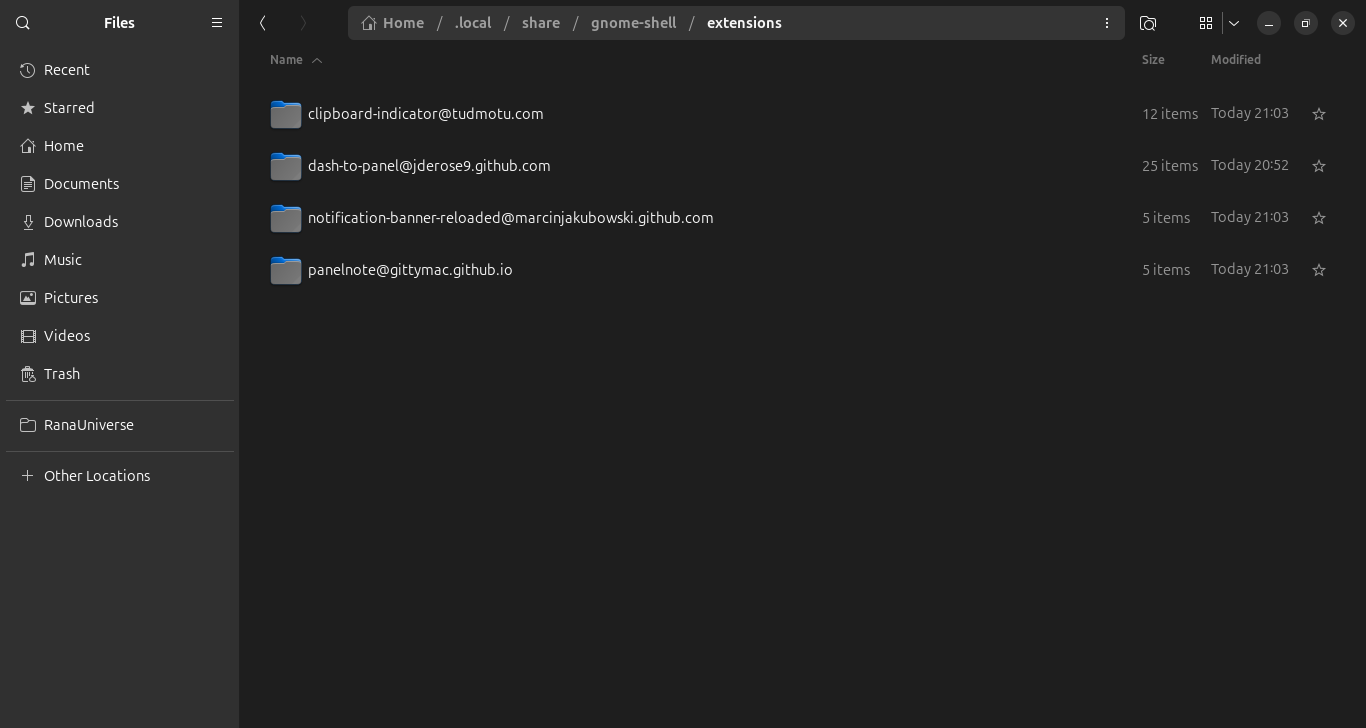 Files
Home / .local / share / gnome-shell / extensions
Recent
Starred
Home
Documents
Downloads
Music
Pictures
Videos
Trash
RanaUniverse
Other Locations
Name Size Modified
clipboard-indicator@tudmotu.com 12 items Today 21:03
dash-to-panel@jderose9.github.com 25 items Today 20:52
notification-banner-reloaded@marcinjakubowski.github.com 5 items Today 21:03
panelnote@gittymac.github.io 5 items Today 21:03